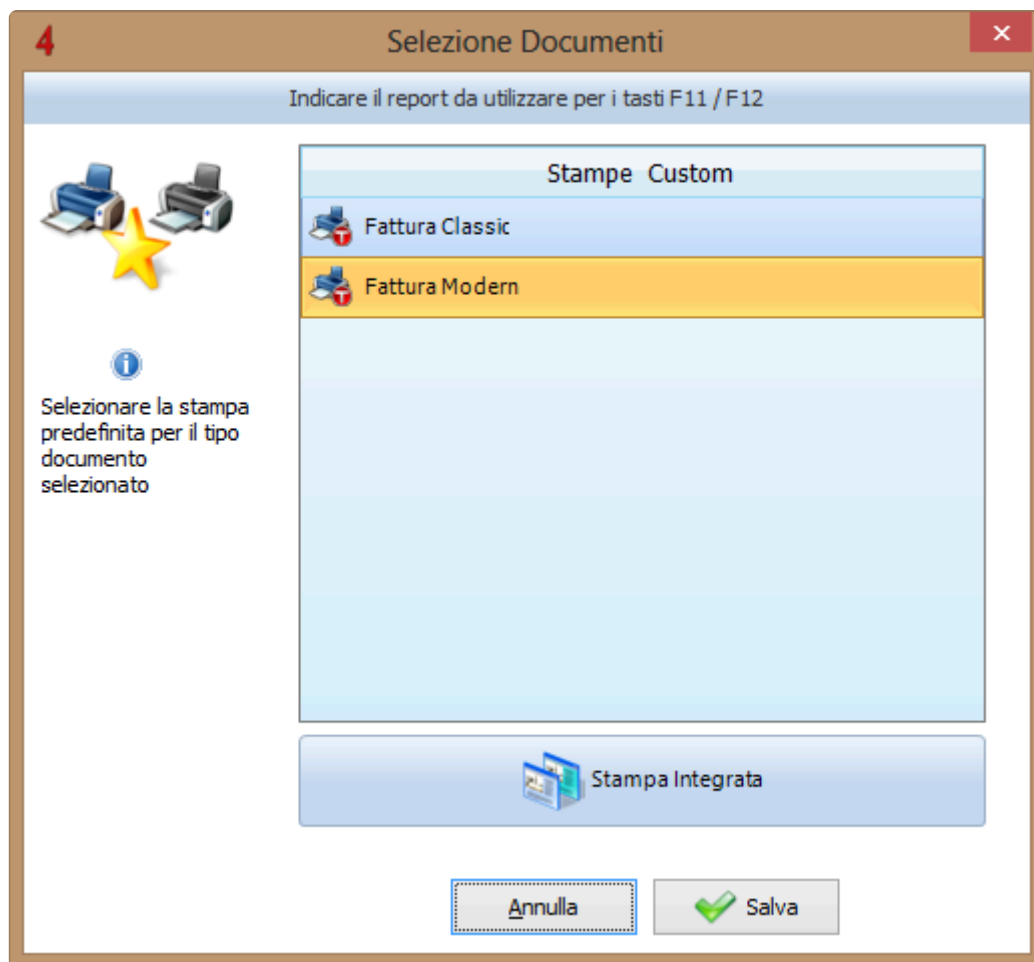 4
Selezione Documenti
Indicare il report da utilizzare per i tasti F11 / F12
Stampe Custom
Fattura Classic
Fattura Modern
Selezionare la stampa
predefinita per il tipo
documento
selezionato
Stampa Integrata
Annulla
Salva